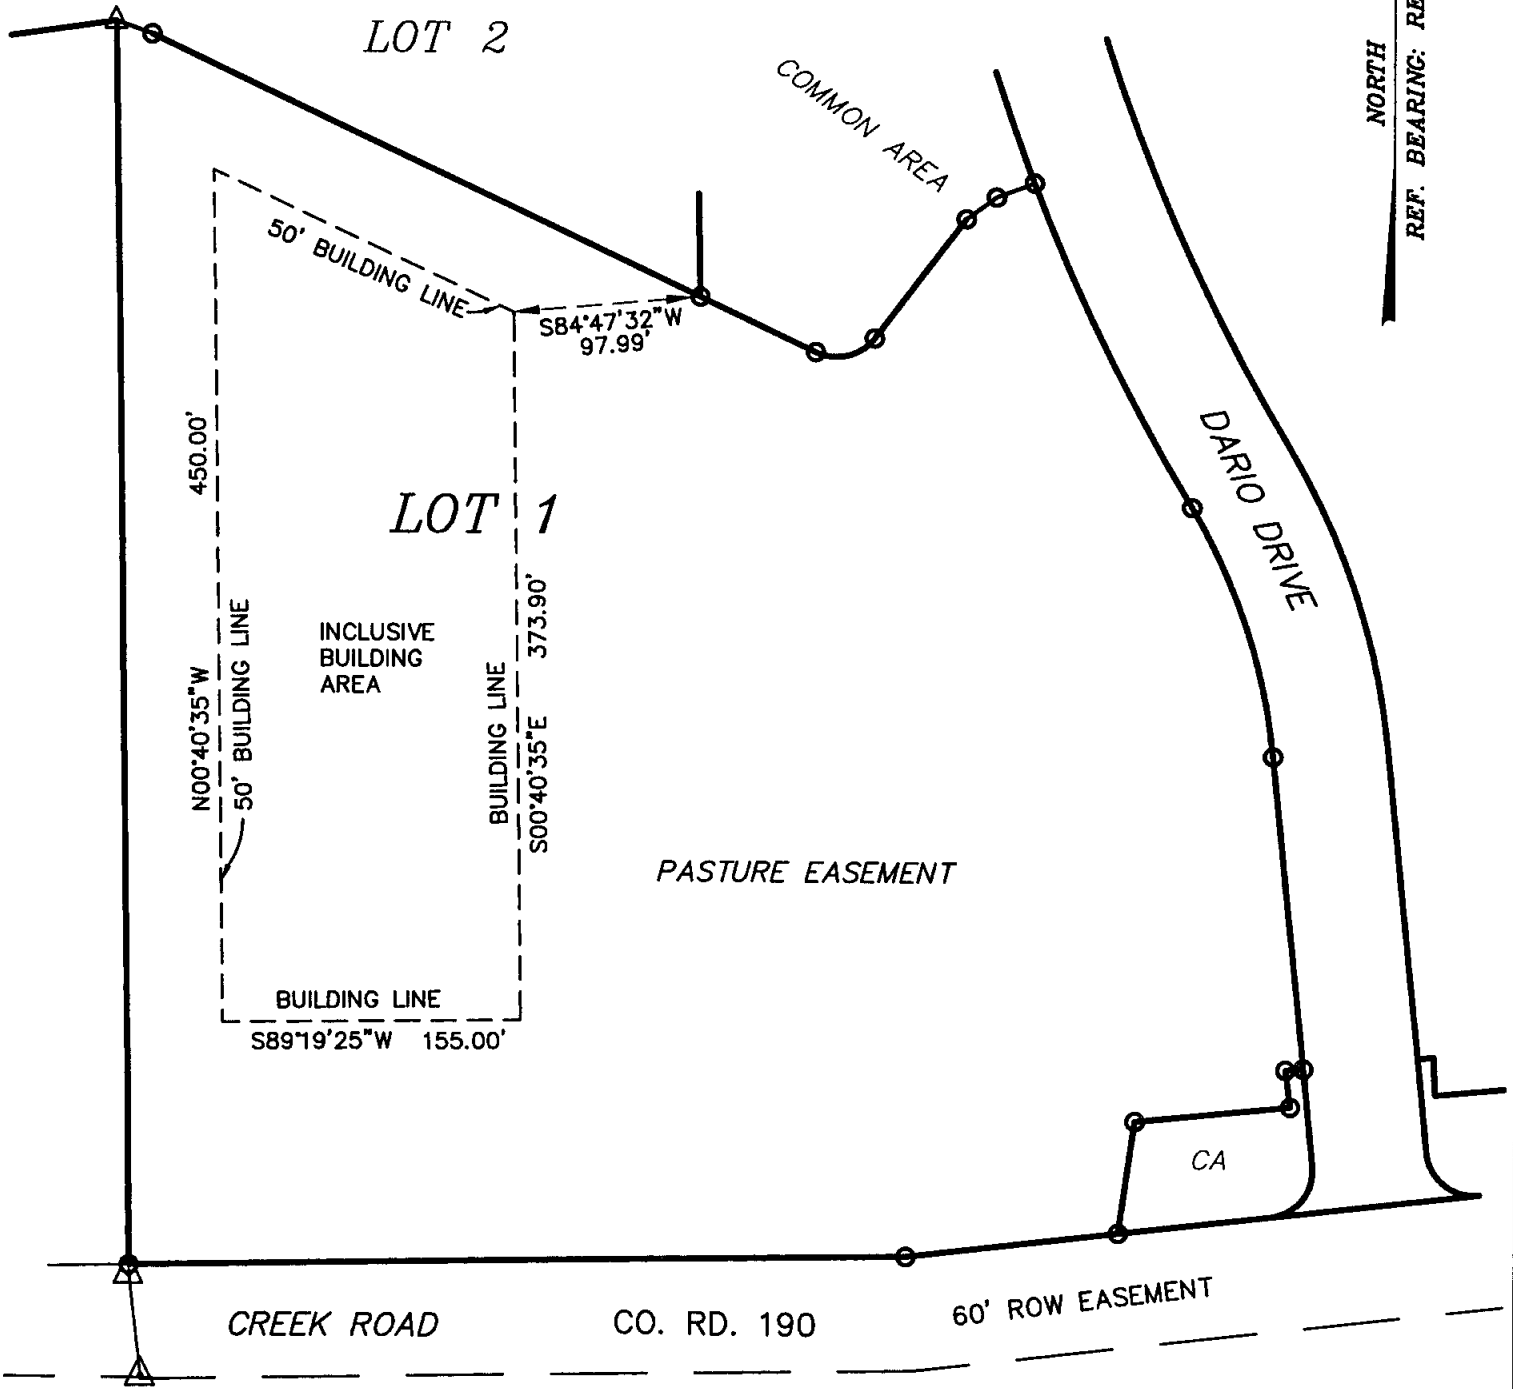 LOT 2
COMMON AREA
NORTH
REF. BEARING:
50' BUILDING LINE
S84°47'32"W
97.99'
450.00'
LOT 1
DARIO DRIVE
373.90'
INCLUSIVE
BUILDING
AREA
N00°40'35"W
50' BUILDING LINE
BUILDING LINE
S00°40'35"E
PASTURE EASEMENT
BUILDING LINE
S89°19'25"W 155.00'
CA
CREEK ROAD
CO. RD. 190
60' ROW EASEMENT